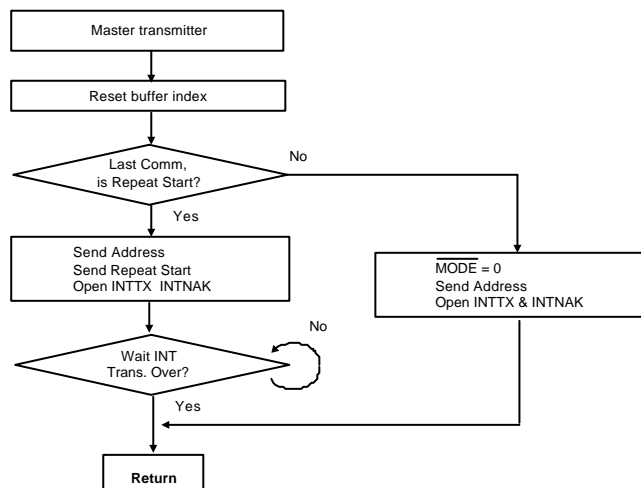 Master transmitter
Reset buffer index
Last Comm,
is Repeat Start?
No
Yes
Send Address
Send Repeat Start
Open INTTX INTNAK
MODE = 0
Send Address
Open INTTX & INTNAK
Wait INT
Trans. Over?
No
Yes
Return